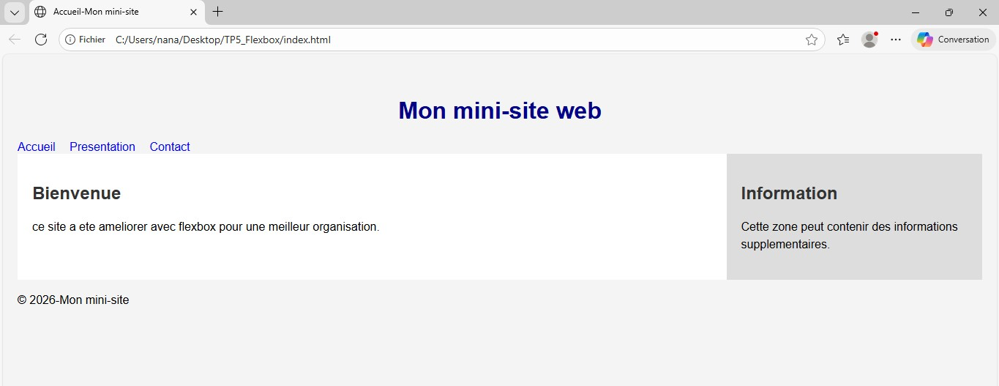 Accueil-Mon mini-site
Fichier C:/Users/nana/Desktop/TP5_Flexbox/index.html
Conversation
Mon mini-site web
Accueil Presentation Contact
Bienvenue
ce site a ete ameliorer avec flexbox pour une meilleur organisation.
Information
Cette zone peut contenir des informations
supplementaires.
© 2026-Mon mini-site